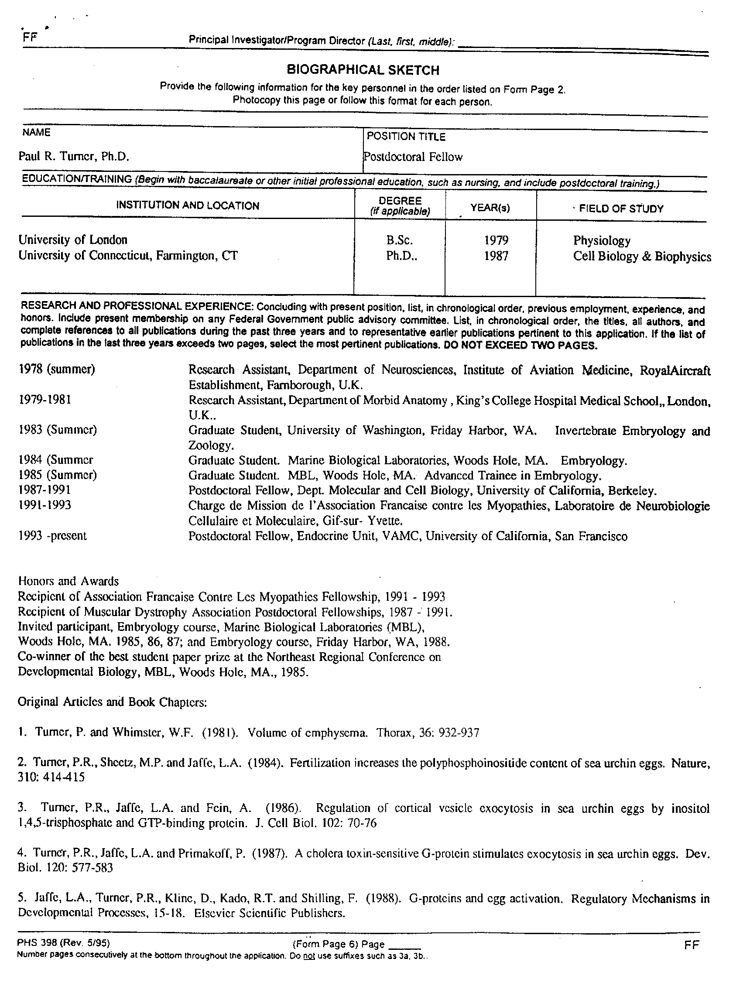 FF
Principal Investigator/Program Director (Last, first, middle):
BIOGRAPHICAL SKETCH
Provide the following information for the key personnel in the order listed on Form Page 2.
Photocopy this page or follow this format for each person.
NAME
POSITION TITLE
Paul R. Turner, Ph.D.
Postdoctoral Fellow
EDUCATION/TRAINING (Begin with baccalaureate or other initial professional education, such as nursing, and include postdoctoral training.)
INSTITUTION AND LOCATION
DEGREE
(if applicable)
YEAR(s)
FIELD OF STUDY
University of London B.Sc. 1979 Physiology
University of Connecticut, Farmington, CT Ph.D.. 1987 Cell Biology & Biophysics
RESEARCH AND PROFESSIONAL EXPERIENCE: Concluding with present position, list, in chronological order, previous employment, experience, and
honors. Include present membership on any Federal Government public advisory committee. List, in chronological order, the titles, all authors, and
complete references to all publications during the past three years and to representative earlier publications pertinent to this application. If the list of
publications in the last three years exceeds two pages, select the most pertinent publications. DO NOT EXCEED TWO PAGES.
1978 (summer) Research Assistant, Department of Neurosciences, Institute of Aviation Medicine, RoyalAircraft
Establishment, Farnborough, U.K.
1979-1981 Research Assistant, Department of Morbid Anatomy , King's College Hospital Medical School,, London,
U.K..
1983 (Summer) Graduate Student, University of Washington, Friday Harbor, WA. Invertebrate Embryology and
Zoology.
1984 (Summer Graduate Student. Marine Biological Laboratories, Woods Hole, MA. Embryology.
1985 (Summer) Graduate Student. MBL, Woods Hole, MA. Advanced Trainee in Embryology.
1987-1991 Postdoctoral Fellow, Dept. Molecular and Cell Biology, University of California, Berkeley.
1991-1993 Charge de Mission de l'Association Francaise contre les Myopathies, Laboratoire de Neurobiologie
Cellulaire et Moleculaire, Gif-sur- Yvette.
1993 -present Postdoctoral Fellow, Endocrine Unit, VAMC, University of California, San Francisco
Honors and Awards
Recipient of Association Francaise Contre Les Myopathies Fellowship, 1991 - 1993
Recipient of Muscular Dystrophy Association Postdoctoral Fellowships, 1987 - 1991.
Invited participant, Embryology course, Marine Biological Laboratories (MBL),
Woods Hole, MA. 1985, 86, 87; and Embryology course, Friday Harbor, WA, 1988.
Co-winner of the best student paper prize at the Northeast Regional Conference on
Developmental Biology, MBL, Woods Hole, MA., 1985.
Original Articles and Book Chapters:
1. Turner, P. and Whimster, W.F. (1981). Volume of emphysema. Thorax, 36: 932-937
2. Turner, P.R., Sheetz, M.P. and Jaffe, L.A. (1984). Fertilization increases the polyphosphoinositide content of sea urchin eggs. Nature,
310: 414-415
3. Turner, P.R., Jaffe, L.A. and Fein, A. (1986). Regulation of cortical vesicle exocytosis in sea urchin eggs by inositol
1,4,5-trisphosphate and GTP-binding protein. J. Cell Biol. 102: 70-76
4. Turner, P.R., Jaffe, L.A. and Primakoff, P. (1987). A cholera toxin-sensitive G-protein stimulates exocytosis in sea urchin eggs. Dev.
Biol. 120: 577-583
5. Jaffe, L.A., Turner, P.R., Kline, D., Kado, R.T. and Shilling, F. (1988). G-proteins and egg activation. Regulatory Mechanisms in
Developmental Processes, 15-18. Elsevier Scientific Publishers.
PHS 398 (Rev. 5/95) (Form Page 6) Page FF
Number pages consecutively at the bottom throughout the application. Do not use suffixes such as 3a, 3b..